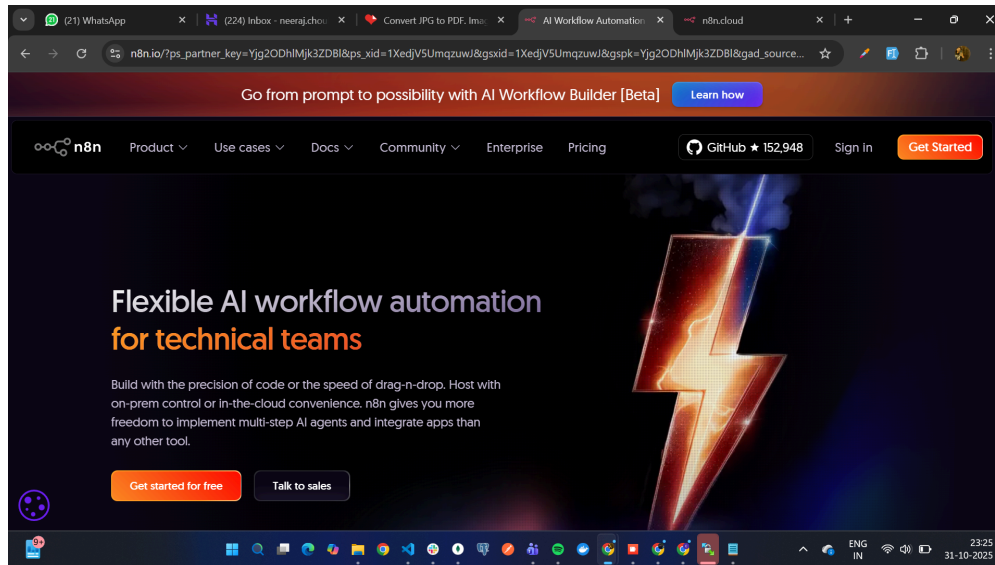 (21) WhatsApp
(224) Inbox - neeraj.chou
Convert JPG to PDF. Imag
AI Workflow Automation
n8n.cloud
n8n.io/?ps_partner_key=Yjg2ODhlMjk3ZDBl&ps_xid=1XedjV5UmqzuwJ&gsxid=1XedjV5UmqzuwJ&gspk=Yjg2ODhlMjk3ZDBl&gad_source...
Go from prompt to possibility with AI Workflow Builder [Beta]
Learn how
n8n
Product
Use cases
Docs
Community
Enterprise
Pricing
GitHub ★ 152,948
Sign in
Get Started
Flexible AI workflow automation
for technical teams
Build with the precision of code or the speed of drag-n-drop. Host with
on-prem control or in-the-cloud convenience. n8n gives you more
freedom to implement multi-step AI agents and integrate apps than
any other tool.
Get started for free
Talk to sales
9+
ENG
IN
23:25
31-10-2025